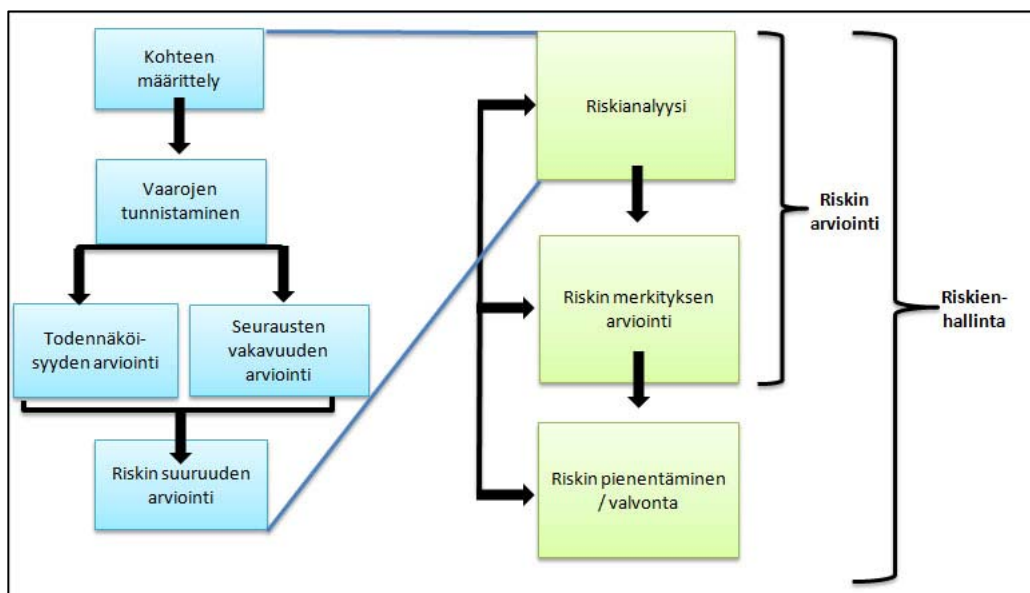 Kohteen
määrittely
Vaarojen
tunnistaminen
Todennäköi-
syyden arviointi
Seurausten
vakavuuden
arviointi
Riskin suuruuden
arviointi
Riskianalyysi
Riskin merkityksen
arviointi
Riskin pienentäminen
/ valvonta
Riskin
arviointi
Riskien-
hallinta